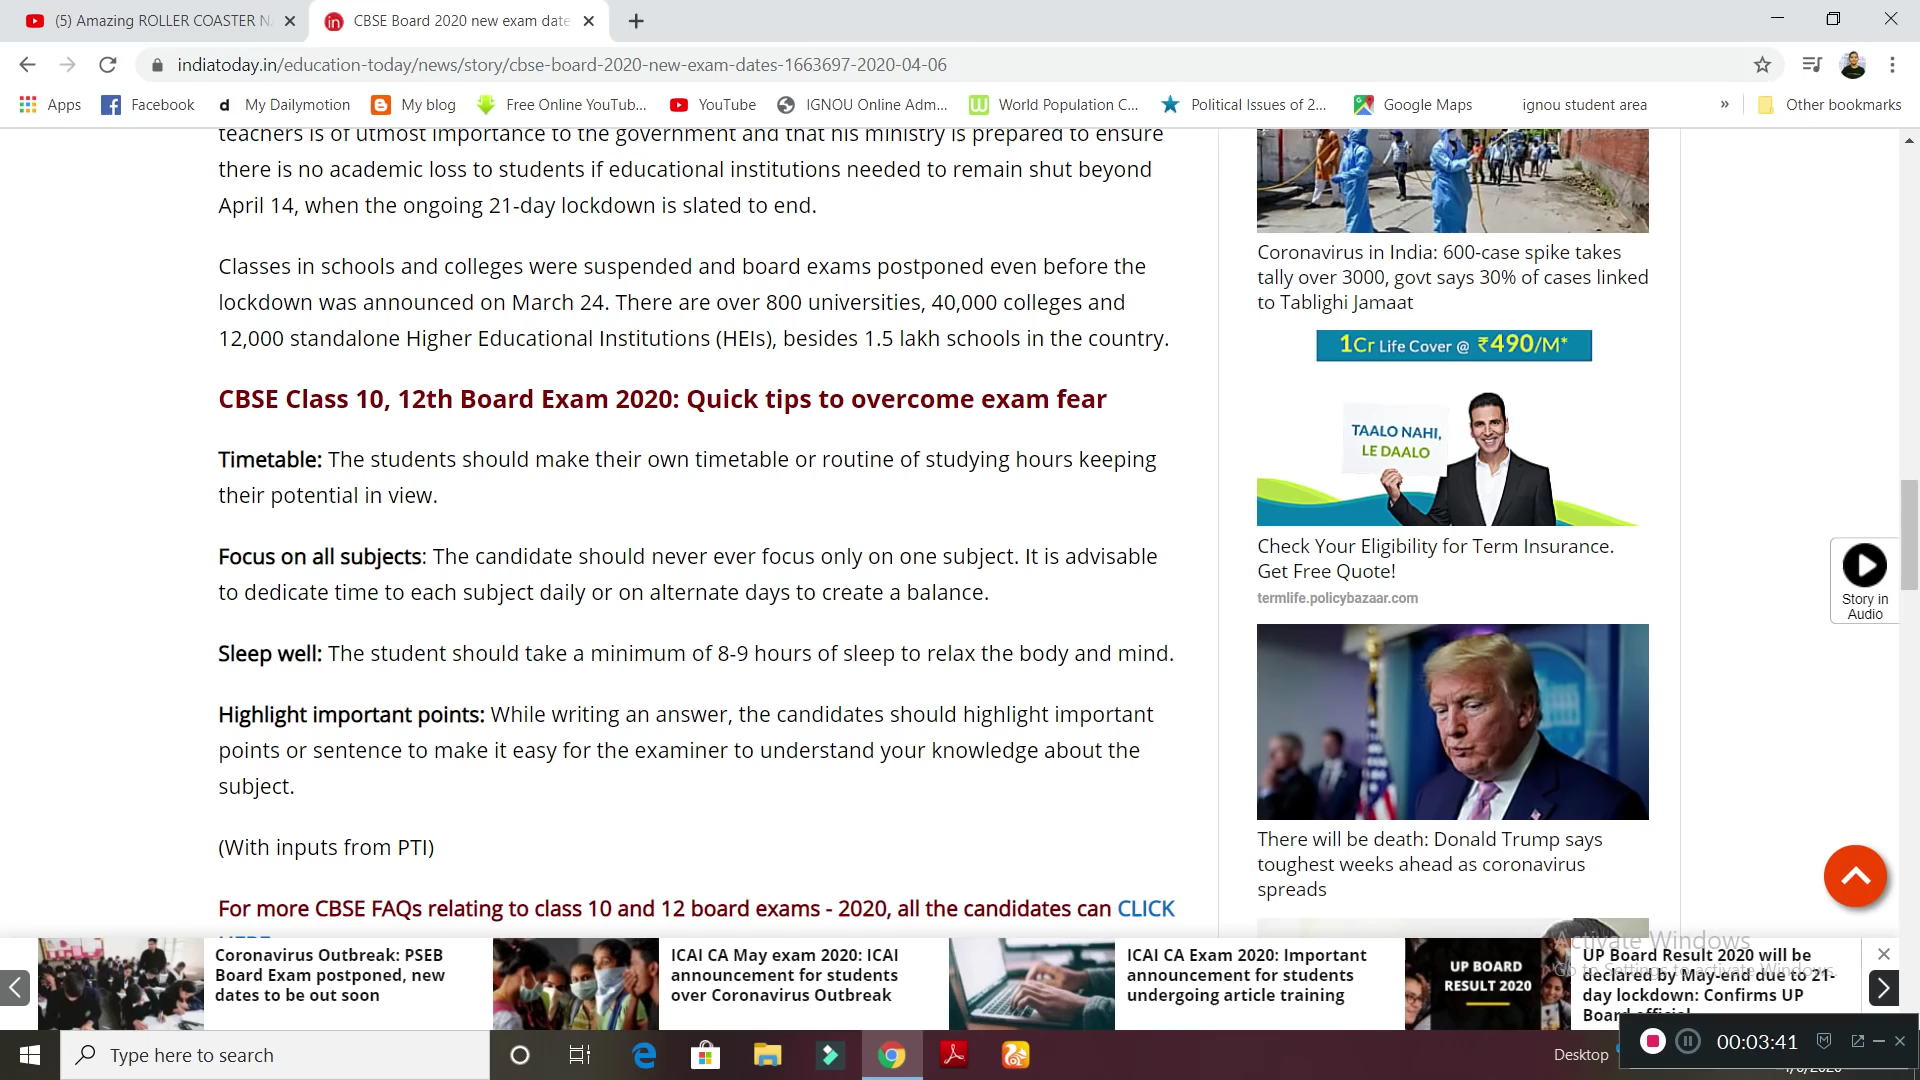 (5) Amazing ROLLER COASTER N
CBSE Board 2020 new exam date
indiatoday.in/education-today/news/story/cbse-board-2020-new-exam-dates-1663697-2020-04-06
Apps
Facebook
d My Dailymotion
My blog
Free Online YouTub...
YouTube
IGNOU Online Adm...
World Population C...
Political Issues of 2...
Google Maps
ignou student area
»
Other bookmarks
teachers is of utmost importance to the government and that his ministry is prepared to ensure
there is no academic loss to students if educational institutions needed to remain shut beyond
April 14, when the ongoing 21-day lockdown is slated to end.
Classes in schools and colleges were suspended and board exams postponed even before the
lockdown was announced on March 24. There are over 800 universities, 40,000 colleges and
12,000 standalone Higher Educational Institutions (HEIs), besides 1.5 lakh schools in the country.
CBSE Class 10, 12th Board Exam 2020: Quick tips to overcome exam fear
Timetable: The students should make their own timetable or routine of studying hours keeping
their potential in view.
Focus on all subjects: The candidate should never ever focus only on one subject. It is advisable
to dedicate time to each subject daily or on alternate days to create a balance.
Sleep well: The student should take a minimum of 8-9 hours of sleep to relax the body and mind.
Highlight important points: While writing an answer, the candidates should highlight important
points or sentence to make it easy for the examiner to understand your knowledge about the
subject.
(With inputs from PTI)
For more CBSE FAQs relating to class 10 and 12 board exams - 2020, all the candidates can CLICK
Coronavirus in India: 600-case spike takes
tally over 3000, govt says 30% of cases linked
to Tablighi Jamaat
1Cr Life Cover @ ₹490/M*
TAALO NAHI,
LE DAALO
Check Your Eligibility for Term Insurance.
Get Free Quote!
termlife.policybazaar.com
There will be death: Donald Trump says
toughest weeks ahead as coronavirus
spreads
Story in
Audio
Coronavirus Outbreak: PSEB
Board Exam postponed, new
dates to be out soon
ICAI CA May exam 2020: ICAI
announcement for students
over Coronavirus Outbreak
ICAI CA Exam 2020: Important
announcement for students
undergoing article training
UP BOARD
RESULT 2020
UP Board Result 2020 will be
declared by May-end due to 21-
day lockdown: Confirms UP
Board official
Activate Windows
Go to Settings to activate Windows.
Type here to search
Desktop
00:03:41